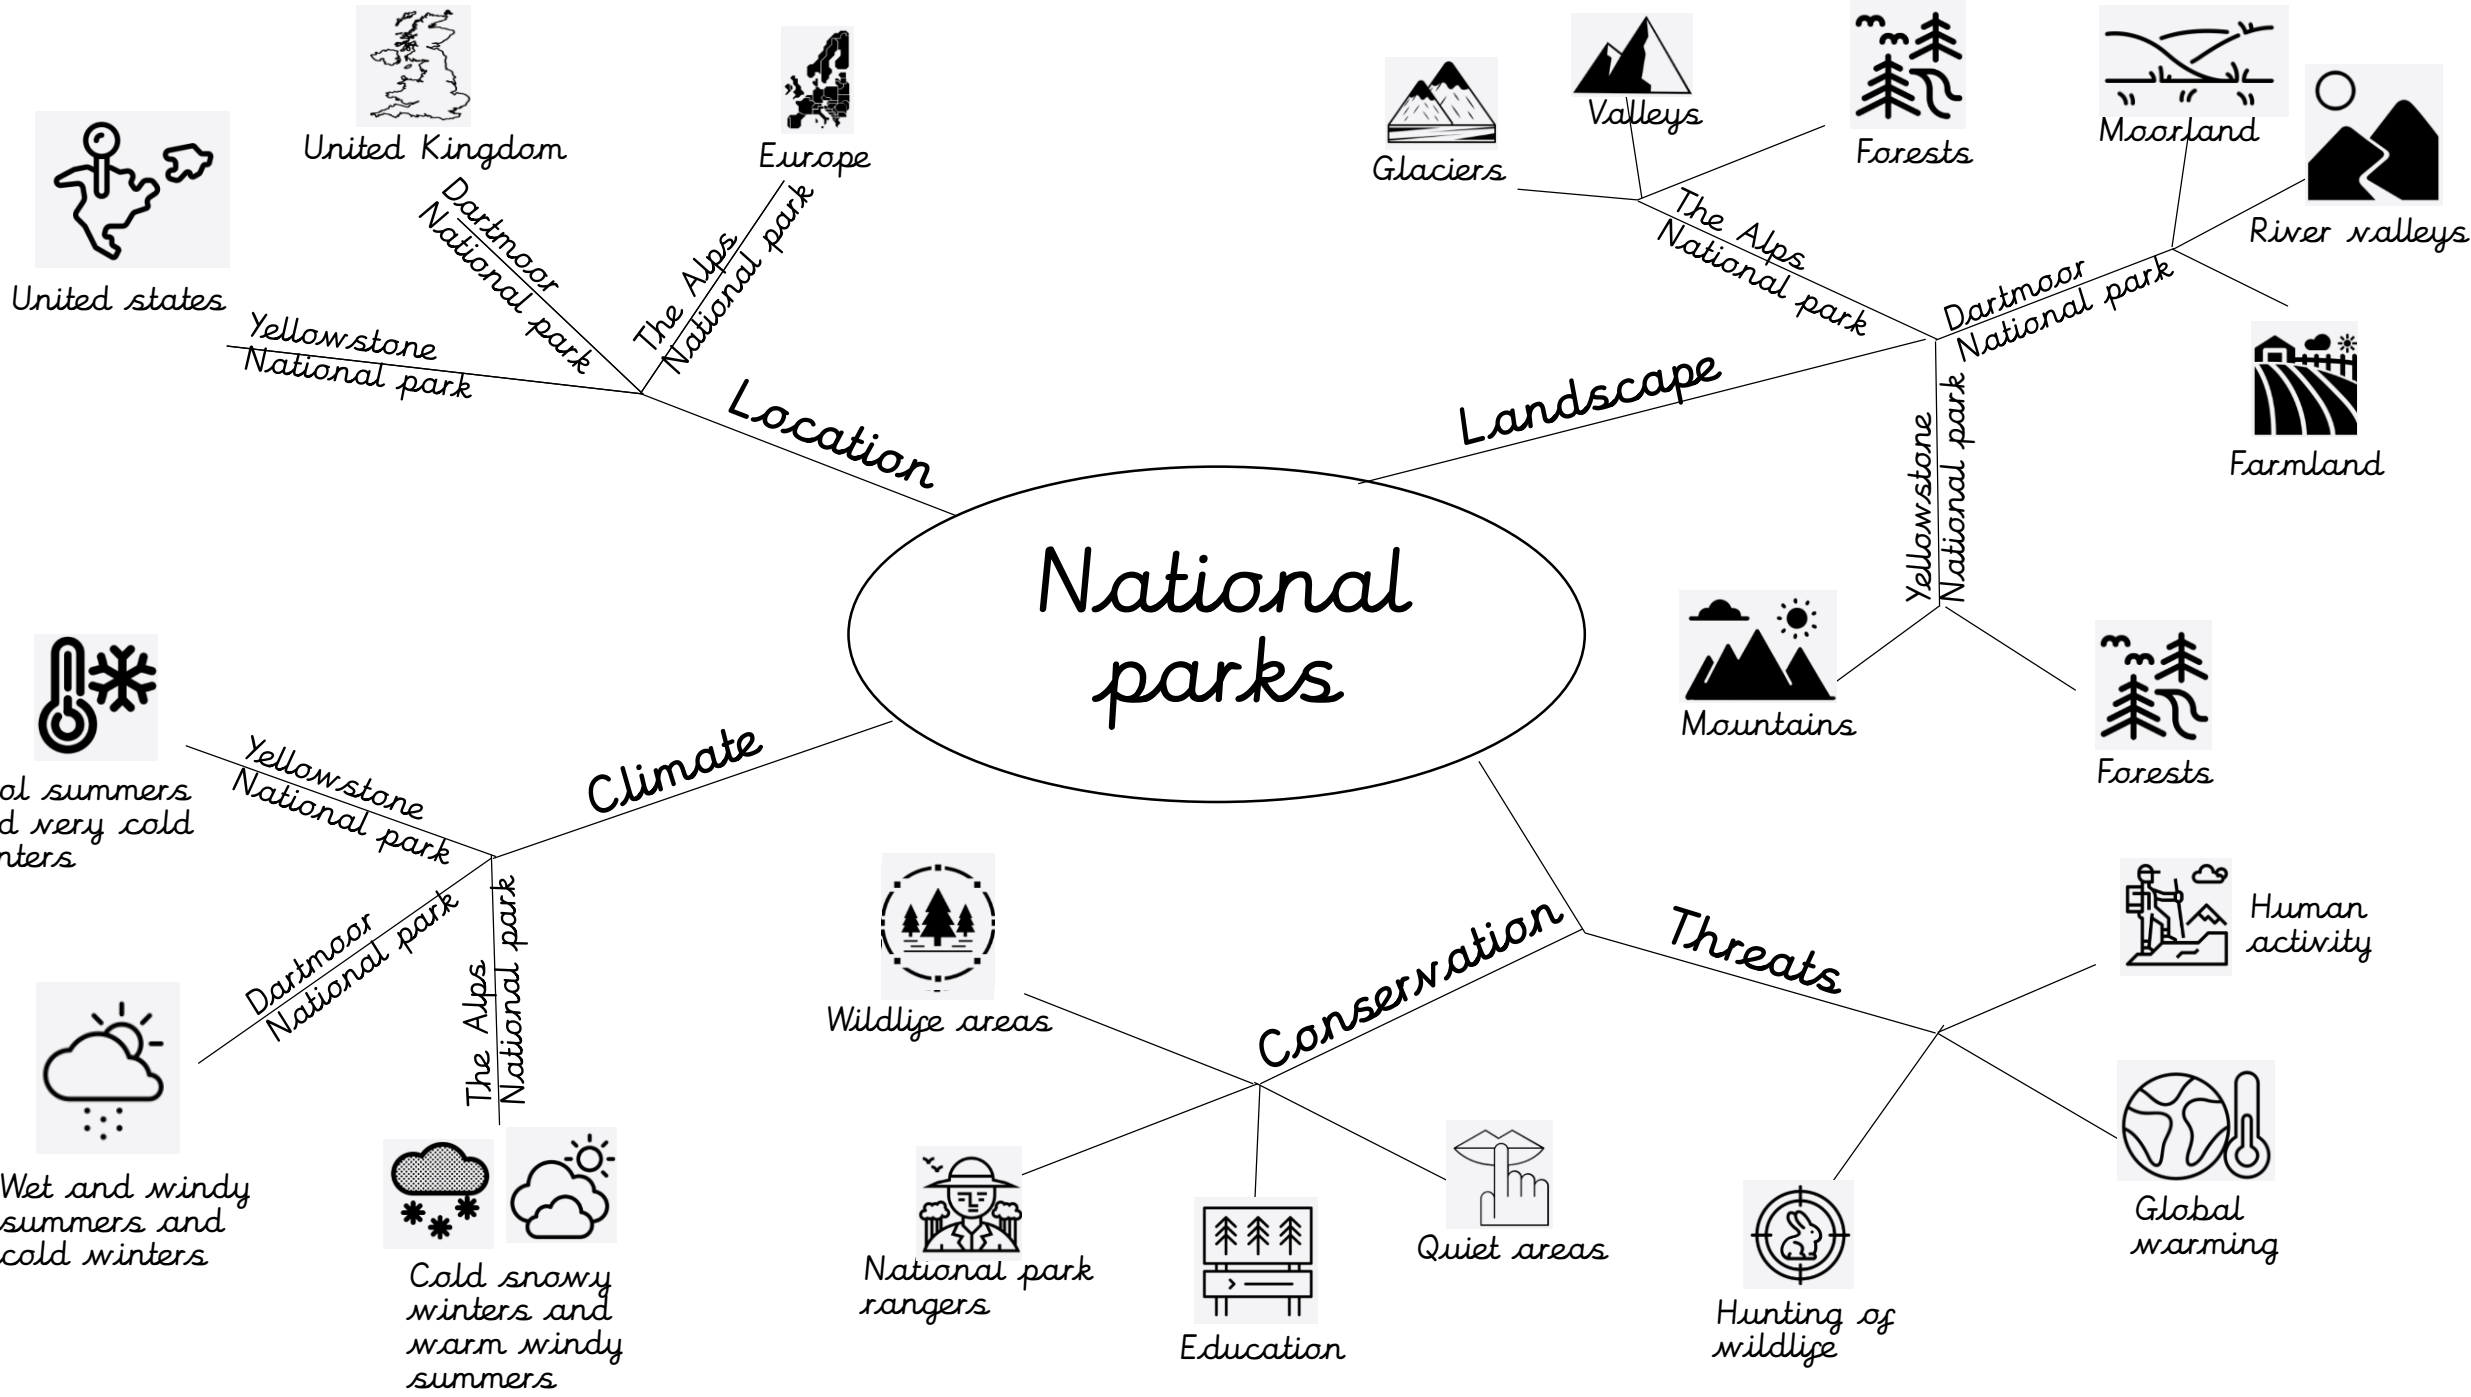 National
parks
Location
Yellowstone
National park
United states
Dartmoor
National park
United Kingdom
The Alps
National park
Europe
Landscape
The Alps
National park
Glaciers
Valleys
Forests
Dartmoor
National park
Moorland
River valleys
Farmland
Yellowstone
National park
Mountains
Forests
Climate
Yellowstone
National park
summers
very cold
Dartmoor
National park
Wet and windy
summers and
cold winters
The Alps
National park
Cold snowy
winters and
warm windy
summers
Conservation
Wildlife areas
National park
rangers
Education
Quiet areas
Threats
Human
activity
Global
warming
Hunting of
wildlife